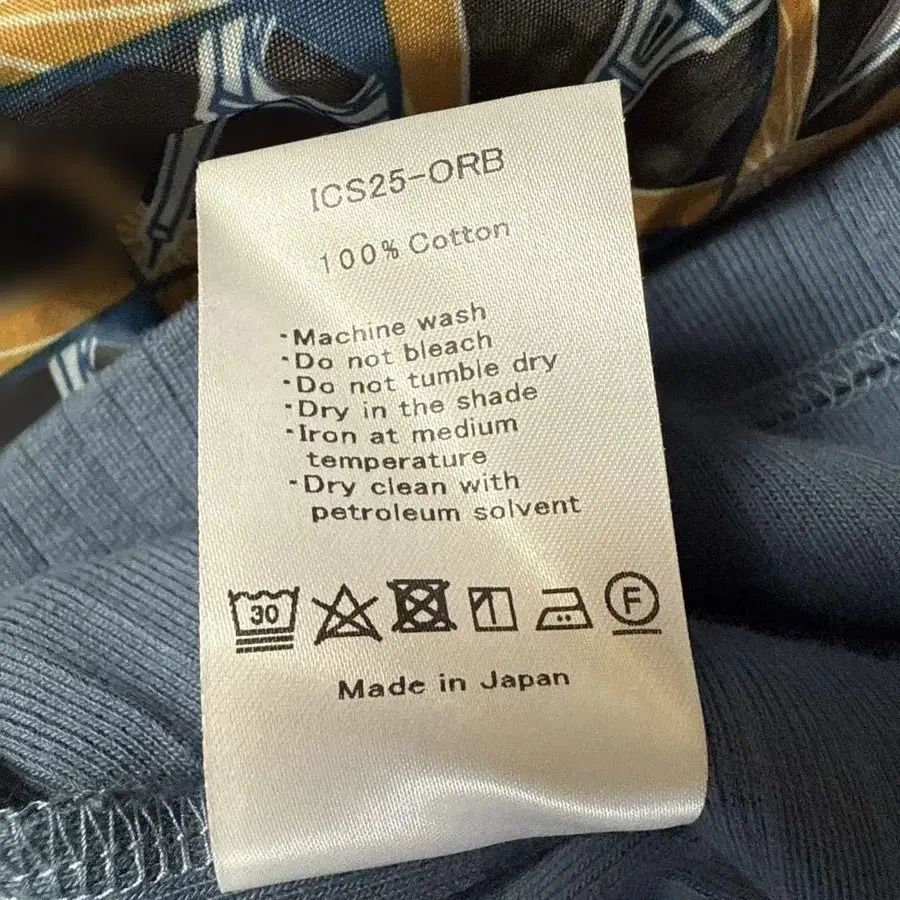 ICS25-ORB
100% Cotton
·Machine wash
·Do not bleach
·Do not tumble dry
·Dry in the shade
·Iron at medium
temperature
·Dry clean with
petroleum solvent
30 F
Made in Japan